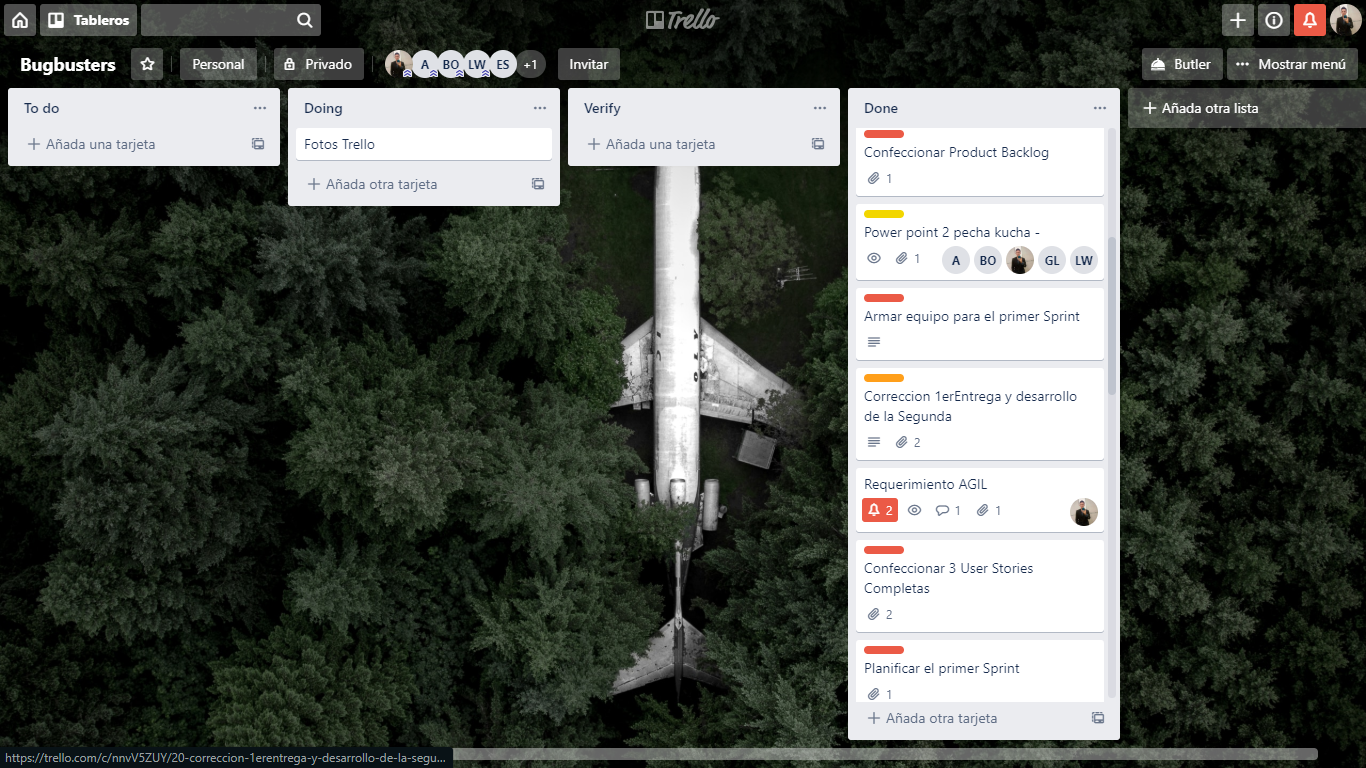 Tableros
Trello
Bugbusters
Personal
Privado
A
BO
LW
ES
+1
Invitar
Butler
Mostrar menú
To do
Añada una tarjeta
Doing
Fotos Trello
Añada otra tarjeta
Verify
Añada una tarjeta
Done
Confeccionar Product Backlog
1
Power point 2 pecha kucha -
1
A
BO
GL
LW
Armar equipo para el primer Sprint
Correccion 1erEntrega y desarrollo
de la Segunda
2
Requerimiento AGIL
2
1
1
Confeccionar 3 User Stories
Completas
2
Planificar el primer Sprint
1
Añada otra tarjeta
Añada otra lista
https://trello.com/c/nnvV5ZUY/20-correccion-1erentrega-y-desarrollo-de-la-segu...